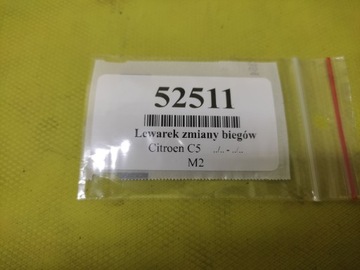 52511
Lewarek zmiany biegów
Citroen C5 ../.. - ../..
M2